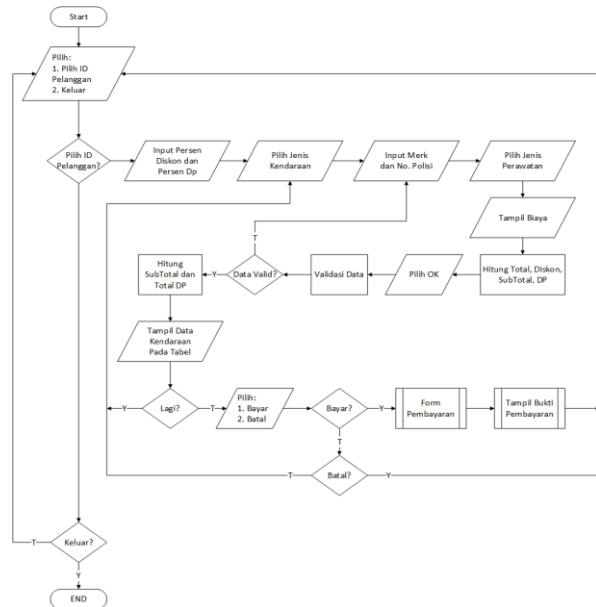 Start
Pilih:
1. Pilih ID
Pelanggan
2. Keluar
Pilih ID
Pelanggan?
Input Persen
Diskon dan
Persen Dp
Pilih Jenis
Kendaraan
Input Merk
dan No. Polisi
Pilih Jenis
Perawatan
Tampil Biaya
Hitung Total, Diskon,
SubTotal, DP
Pilih OK
Validasi Data
Data Valid?
T
Y
Hitung
SubTotal dan
Total DP
Tampil Data
Kendaraan
Pada Tabel
Lagi?
Y
T
Pilih:
1. Bayar
2. Batal
Bayar?
Y
T
Form
Pembayaran
Tampil Bukti
Pembayaran
Batal?
T
Y
Keluar?
T
Y
END